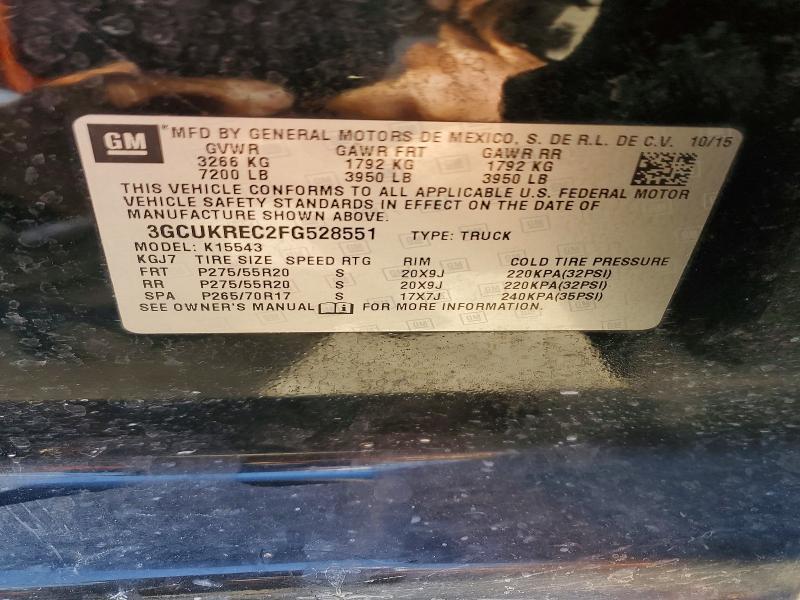 GM MFD BY GENERAL MOTORS DE MEXICO, S. DE R.L. DE C.V. 10/15
GVWR GAWR FRT GAWR RR
3266 KG 1792 KG 1792 KG
7200 LB 3950 LB 3950 LB
THIS VEHICLE CONFORMS TO ALL APPLICABLE U.S. FEDERAL MOTOR
VEHICLE SAFETY STANDARDS IN EFFECT ON THE DATE OF
MANUFACTURE SHOWN ABOVE.
3GCUKREC2FG528551 TYPE: TRUCK
MODEL: K15543
KGJ7 TIRE SIZE SPEED RTG RIM COLD TIRE PRESSURE
FRT P275/55R20 S 20X9J 220KPA(32PSI)
RR P275/55R20 S 20X9J 220KPA(32PSI)
SPA P265/70R17 S 17X7J 240KPA(35PSI)
SEE OWNER'S MANUAL FOR MORE INFORMATION.